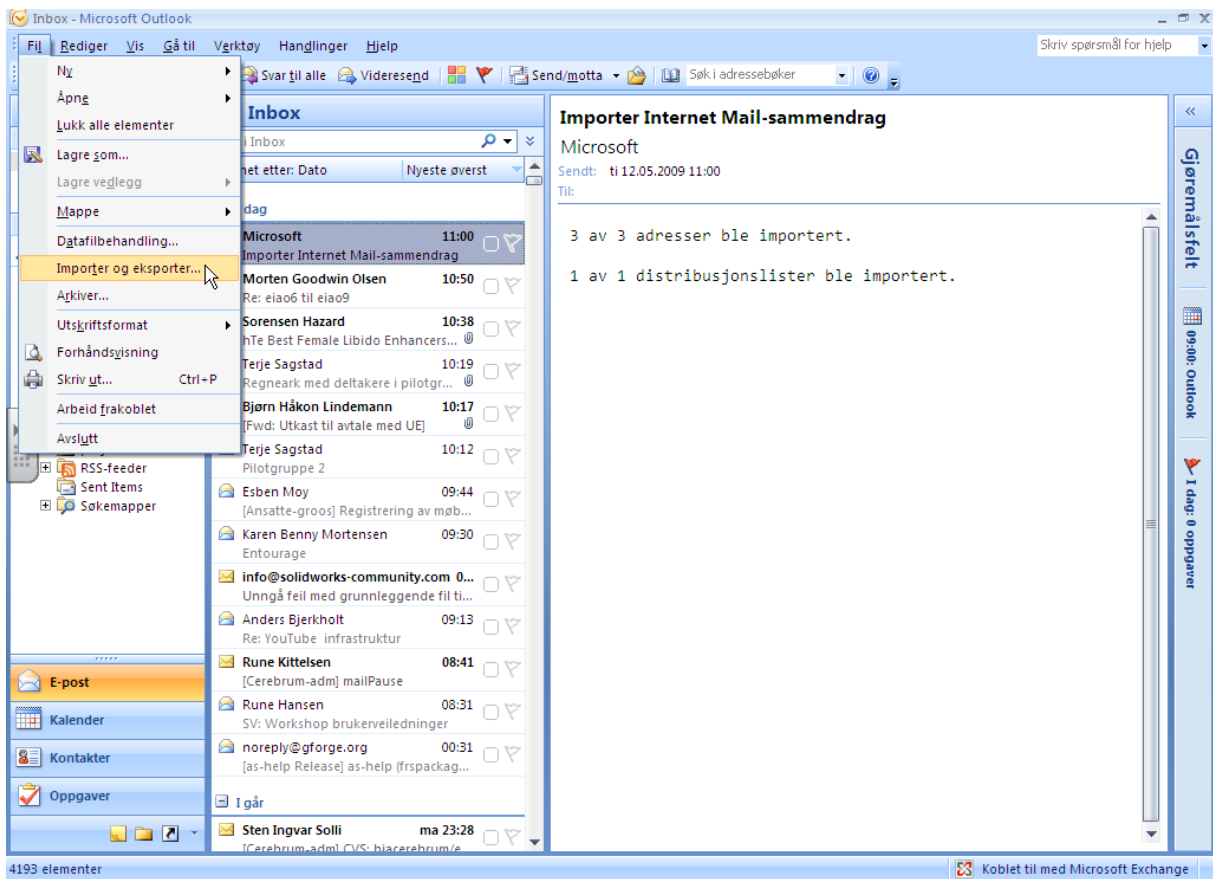 Inbox - Microsoft Outlook
Fil Rediger Vis Gå til Verktøy Handlinger Hjelp
Skriv spørsmål for hjelp
Svar til alle Videresend Send/motta Søk i adressebøker
Ny
Åpne
Lukk alle elementer
Lagre som...
Lagre vedlegg
Mappe
Datafilbehandling...
Importer og eksporter...
Arkiver...
Utskriftsformat
Forhåndsvisning
Skriv ut... Ctrl+P
Arbeid frakoblet
Avslutt
RSS-feeder
Sent Items
Søkemapper
E-post
Kalender
Kontakter
Oppgaver
Inbox
i Inbox
etter: Dato Nyeste øverst
dag
Microsoft 11:00
Importer Internet Mail-sammendrag
Morten Goodwin Olsen 10:50
Re: eiao6 til eiao9
Sorensen Hazard 10:38
hTe Best Female Libido Enhancers...
Terje Sagstad 10:19
Regneark med deltakere i pilotgr...
Bjørn Håkon Lindemann 10:17
[Fwd: Utkast til avtale med UE]
Terje Sagstad 10:12
Pilotgruppe 2
Esben Moy 09:44
[Ansatte-groos] Registrering av møb...
Karen Benny Mortensen 09:30
Entourage
info@solidworks-community.com 0...
Unngå feil med grunnleggende fil ti...
Anders Bjerkholt 09:13
Re: YouTube infrastruktur
Rune Kittelsen 08:41
[Cerebrum-adm] mailPause
Rune Hansen 08:31
SV: Workshop brukerveiledninger
noreply@gforge.org 00:31
[as-help Release] as-help (frspackag...
I går
Sten Ingvar Solli ma 23:28
[Cerebrum-adm] CVS: hiacerebrum/e
Importer Internet Mail-sammendrag
Microsoft
Sendt: ti 12.05.2009 11:00
Til:
3 av 3 adresser ble importert.
1 av 1 distribusjonslister ble importert.
Gjøremålsfelt
09:00: Outlook
I dag: 0 oppgaver
4193 elementer
Koblet til med Microsoft Exchange